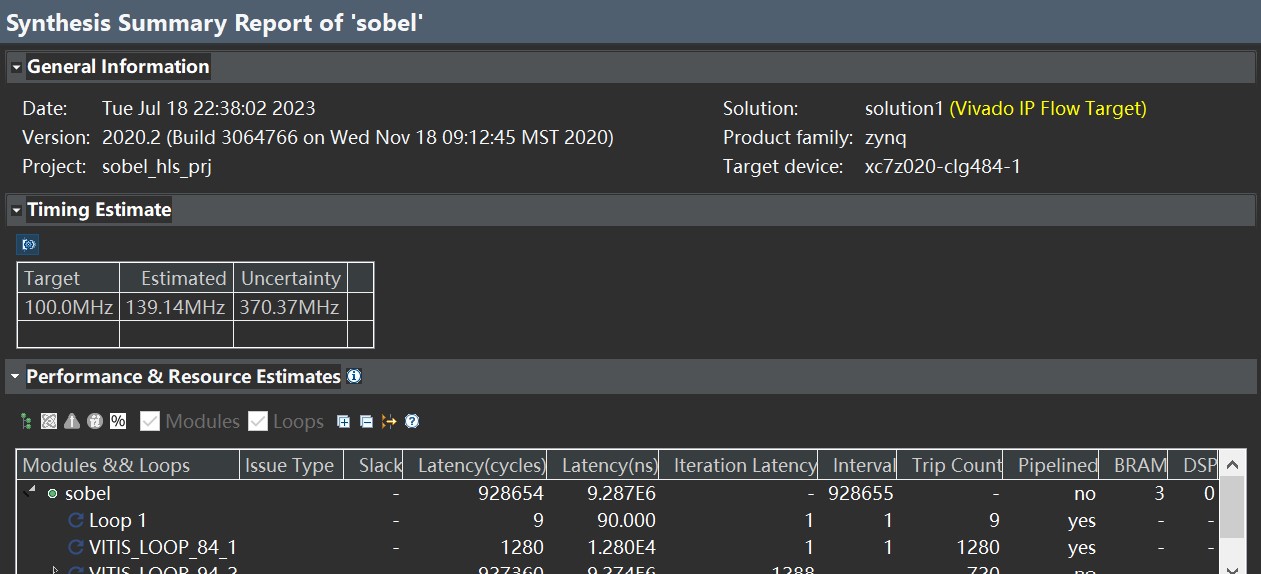 Synthesis Summary Report of 'sobel'
General Information
Date: Tue Jul 18 22:38:02 2023
Version: 2020.2 (Build 3064766 on Wed Nov 18 09:12:45 MST 2020)
Project: sobel_hls_prj
Solution: solution1 (Vivado IP Flow Target)
Product family: zynq
Target device: xc7z020-clg484-1
Timing Estimate
Target Estimated Uncertainty
100.0MHz 139.14MHz 370.37MHz
Performance & Resource Estimates
% Modules Loops
Modules && Loops Issue Type Slack Latency(cycles) Latency(ns) Iteration Latency Interval Trip Count Pipelined BRAM DSP
sobel - 928654 9.287E6 - 928655 - no 3 0
Loop 1 - 9 90.000 1 1 9 yes - -
VITIS_LOOP_84_1 - 1280 1.280E4 1 1 1280 yes - -
VITIS_LOOP_94_2 - 927360 9.274E6 1288 - 720 no - -